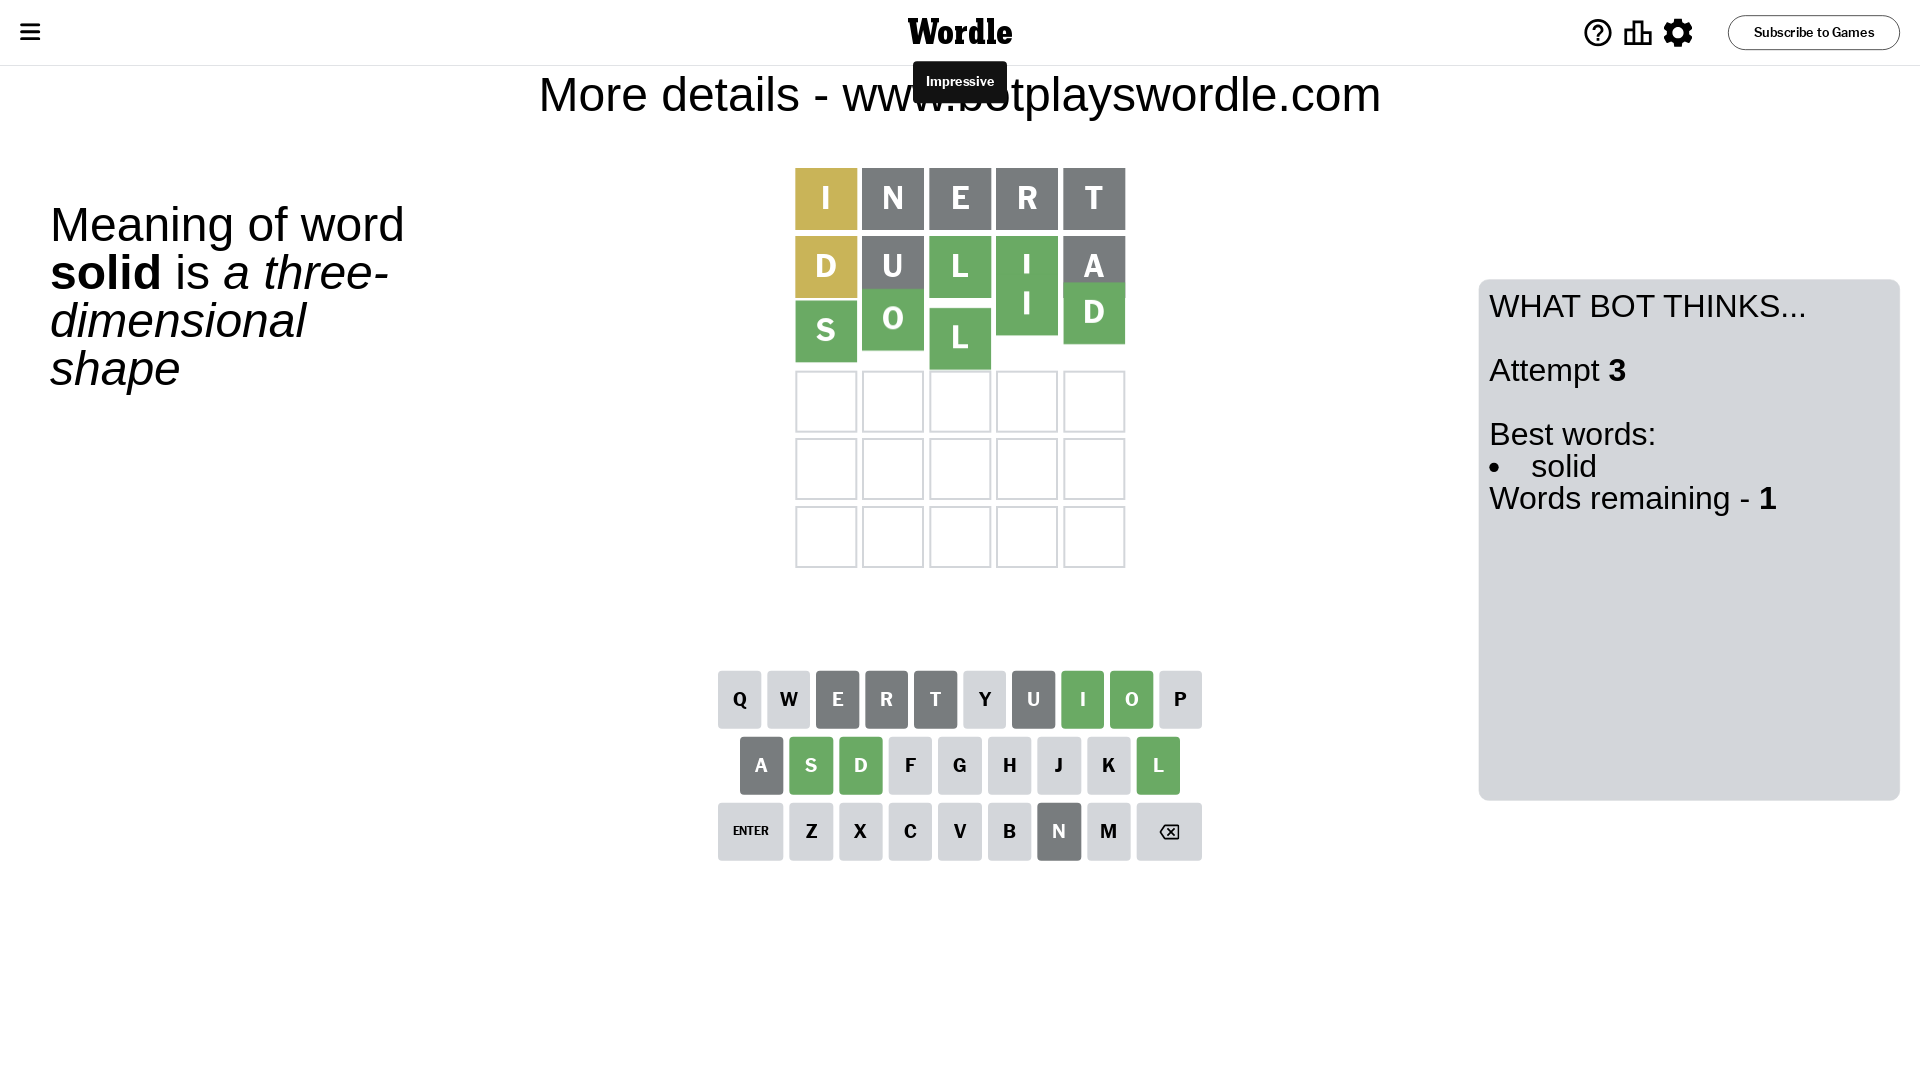 Wordle
Subscribe to Games
Impressive
More details - www.botplayswordle.com
Meaning of word
solid is a three-
dimensional
shape
I N E R T
D U L I A
S O L I D
WHAT BOT THINKS...
Attempt 3
Best words:
• solid
Words remaining - 1
Q W E R T Y U I O P
A S D F G H J K L
ENTER Z X C V B N M